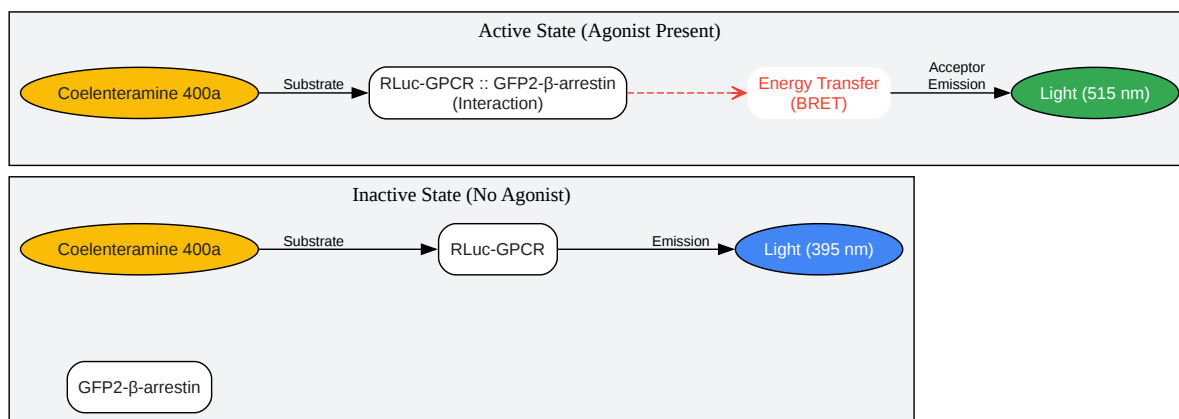 Active State (Agonist Present)
Coelenteramine 400a
Substrate
RLuc-GPCR :: GFP2-β-arrestin
(Interaction)
Energy Transfer
(BRET)
Acceptor
Emission
Light (515 nm)
Inactive State (No Agonist)
Coelenteramine 400a
Substrate
RLuc-GPCR
Emission
Light (395 nm)
GFP2-β-arrestin